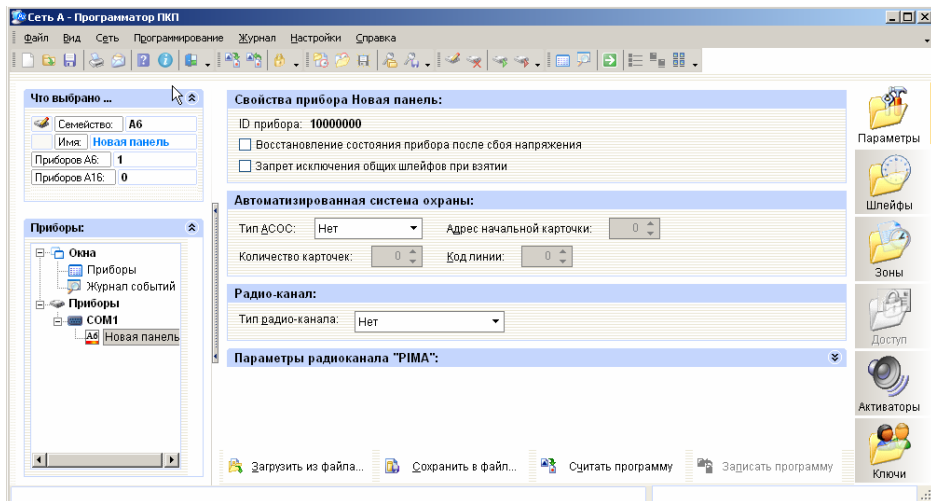 Сеть А - Программатор ПКП
Файл Вид Сеть Программирование Журнал Настройки Справка
Что выбрано ...
Семейство: А6
Имя: Новая панель
Приборов А6: 1
Приборов А16: 0
Приборы:
Окна
Приборы
Журнал событий
Приборы
COM1
А6 Новая панель
Свойства прибора Новая панель:
ID прибора: 10000000
Восстановление состояния прибора после сбоя напряжения
Запрет исключения общих шлейфов при взятии
Автоматизированная система охраны:
Тип АСОС: Нет Адрес начальной карточки: 0
Количество карточек: 0 Код линии: 0
Радио-канал:
Тип радио-канала: Нет
Параметры радиоканала "PIMA":
Загрузить из файла... Сохранить в файл... Считать программу Записать программу
Параметры
Шлейфы
Зоны
Доступ
Активаторы
Ключи